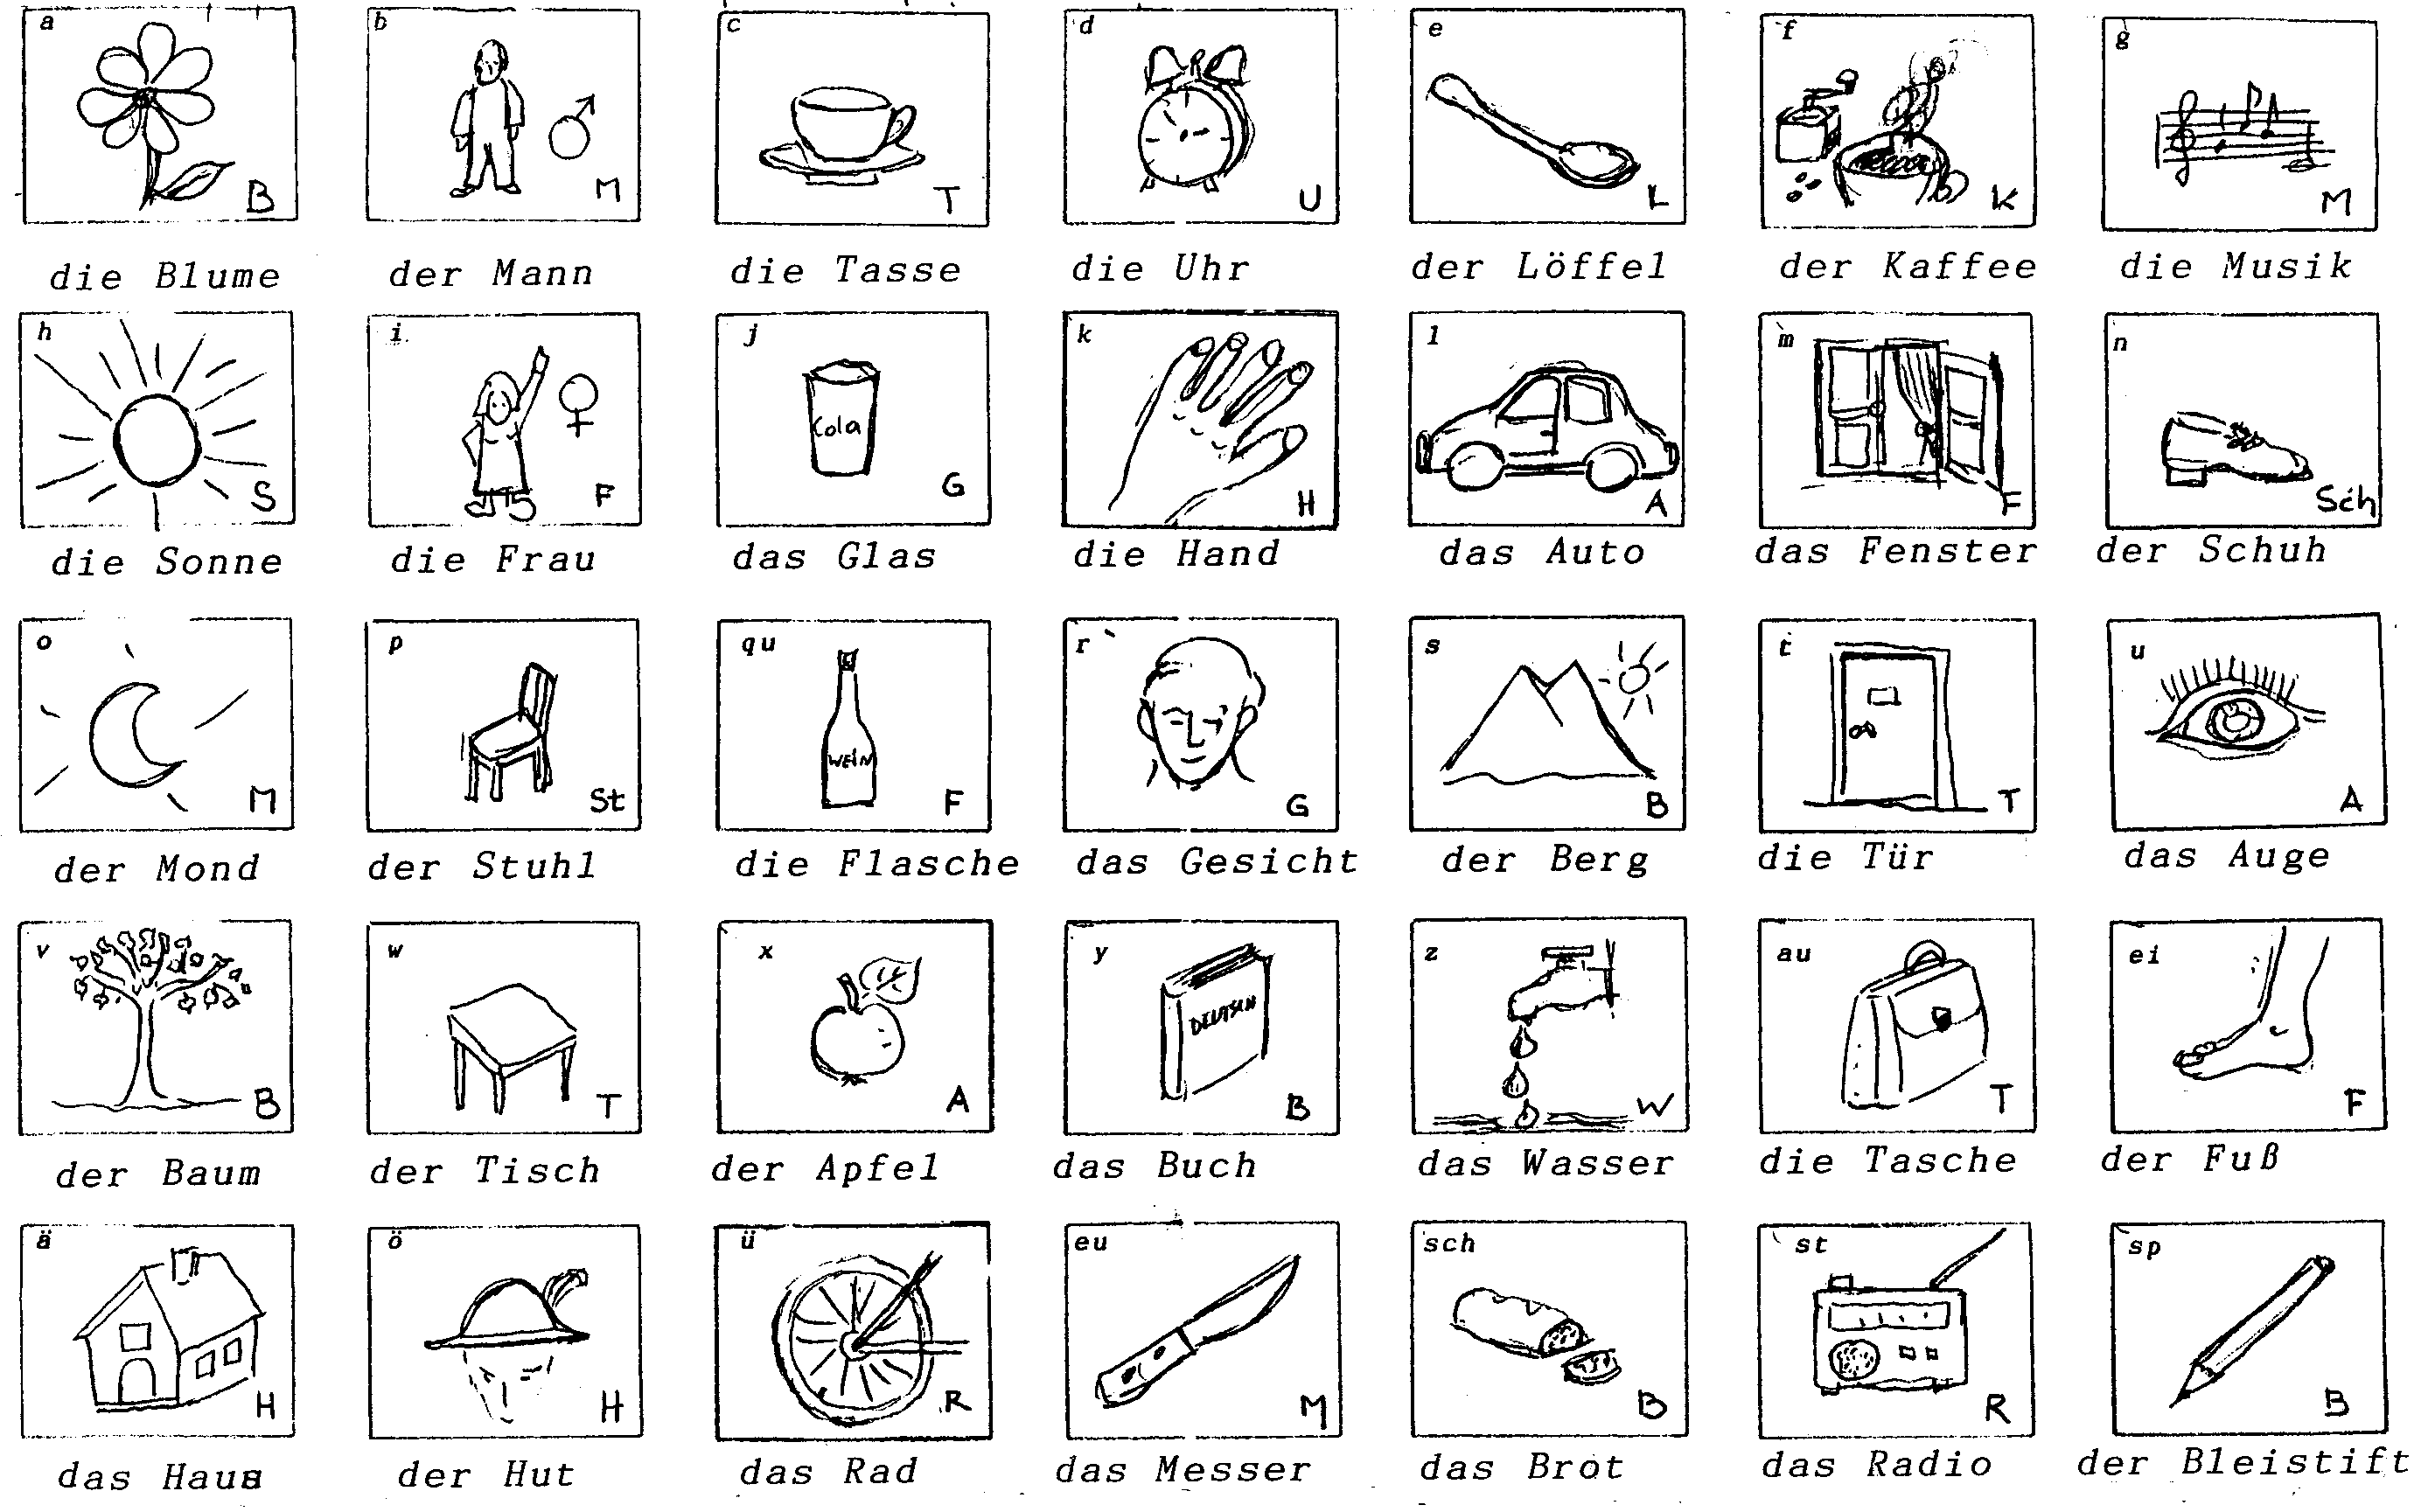 a b c d e f g
B M T U L K M
die Blume der Mann die Tasse die Uhr der Löffel der Kaffee die Musik
h i j k l m n
Cola
S F G H A F Sch
die Sonne die Frau das Glas die Hand das Auto das Fenster der Schuh
o p qu r s t u
WEIN
M St F G B T A
der Mond der Stuhl die Flasche das Gesicht der Berg die Tür das Auge
v w x y z au ei
DEUTSCH
B T A B W T F
der Baum der Tisch der Apfel das Buch das Wasser die Tasche der Fuß
ä ö ü eu sch st sp
H H R M B R B
das Haus der Hut das Rad das Messer das Brot das Radio der Bleistift